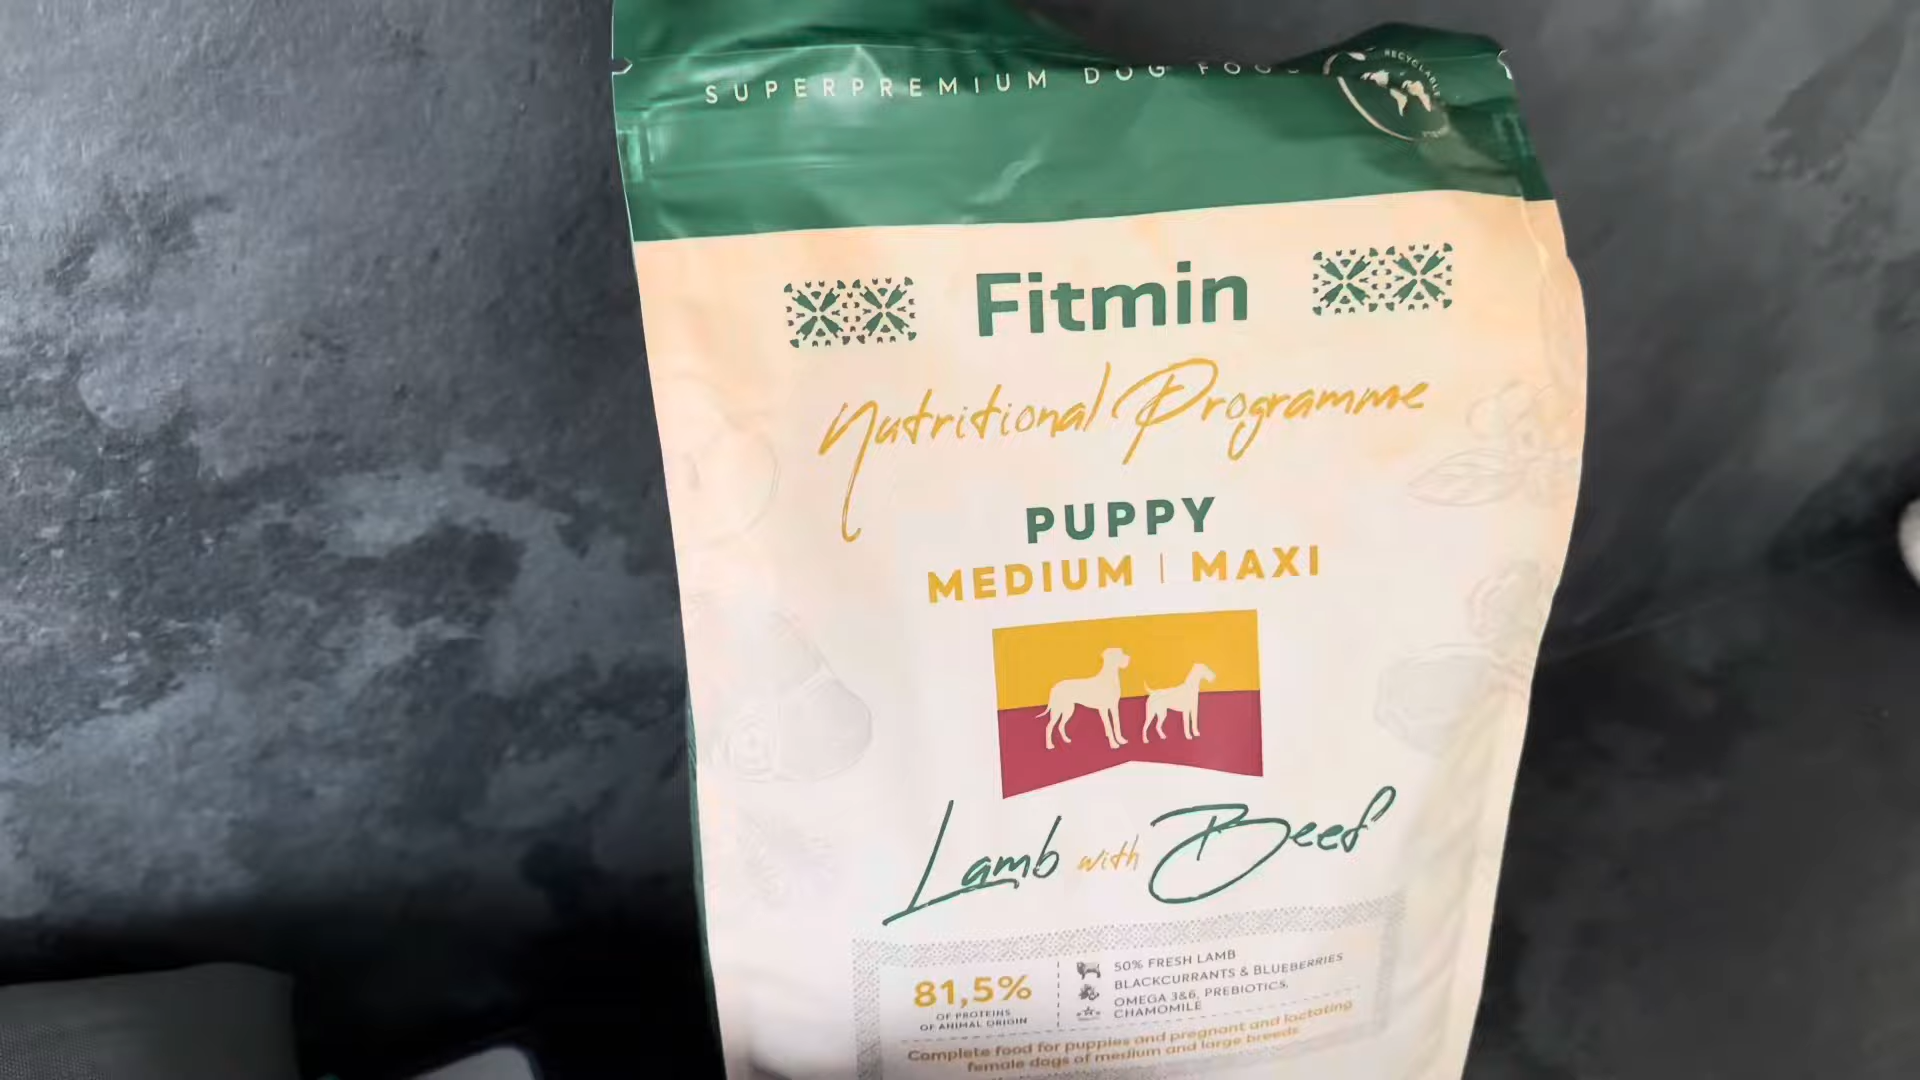 SUPERPREMIUM DOG FOOD
RECYCLABLE
Fitmin
Nutritional Programme
PUPPY
MEDIUM | MAXI
Lamb with Beef
81,5%
OF PROTEINS
OF ANIMAL ORIGIN
50% FRESH LAMB
BLACKCURRANTS & BLUEBERRIES
OMEGA 3&6, PREBIOTICS,
CHAMOMILE
Complete food for puppies and pregnant and lactating
female dogs of medium and large breeds